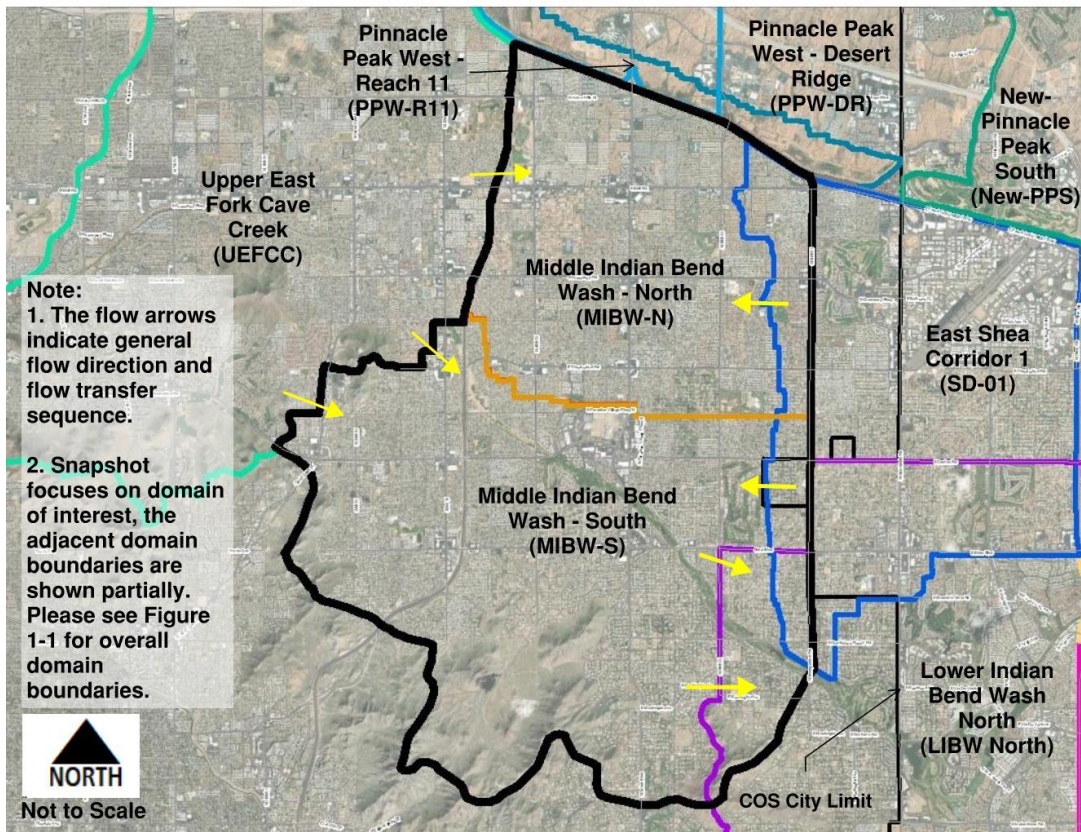 Pinnacle
Peak West -
Reach 11
(PPW-R11)
Pinnacle Peak
West - Desert
Ridge
(PPW-DR)
New-
Pinnacle
Peak
South
(New-PPS)
Upper East
Fork Cave
Creek
(UEFCC)
Middle Indian Bend
Wash - North
(MIBW-N)
East Shea
Corridor 1
(SD-01)
Note:
1. The flow arrows
indicate general
flow direction and
flow transfer
sequence.
2. Snapshot
focuses on domain
of interest, the
adjacent domain
boundaries are
shown partially.
Please see Figure
1-1 for overall
domain
boundaries.
Middle Indian Bend
Wash - South
(MIBW-S)
Lower Indian
Bend Wash
North
(LIBW North)
COS City Limit
NORTH
Not to Scale